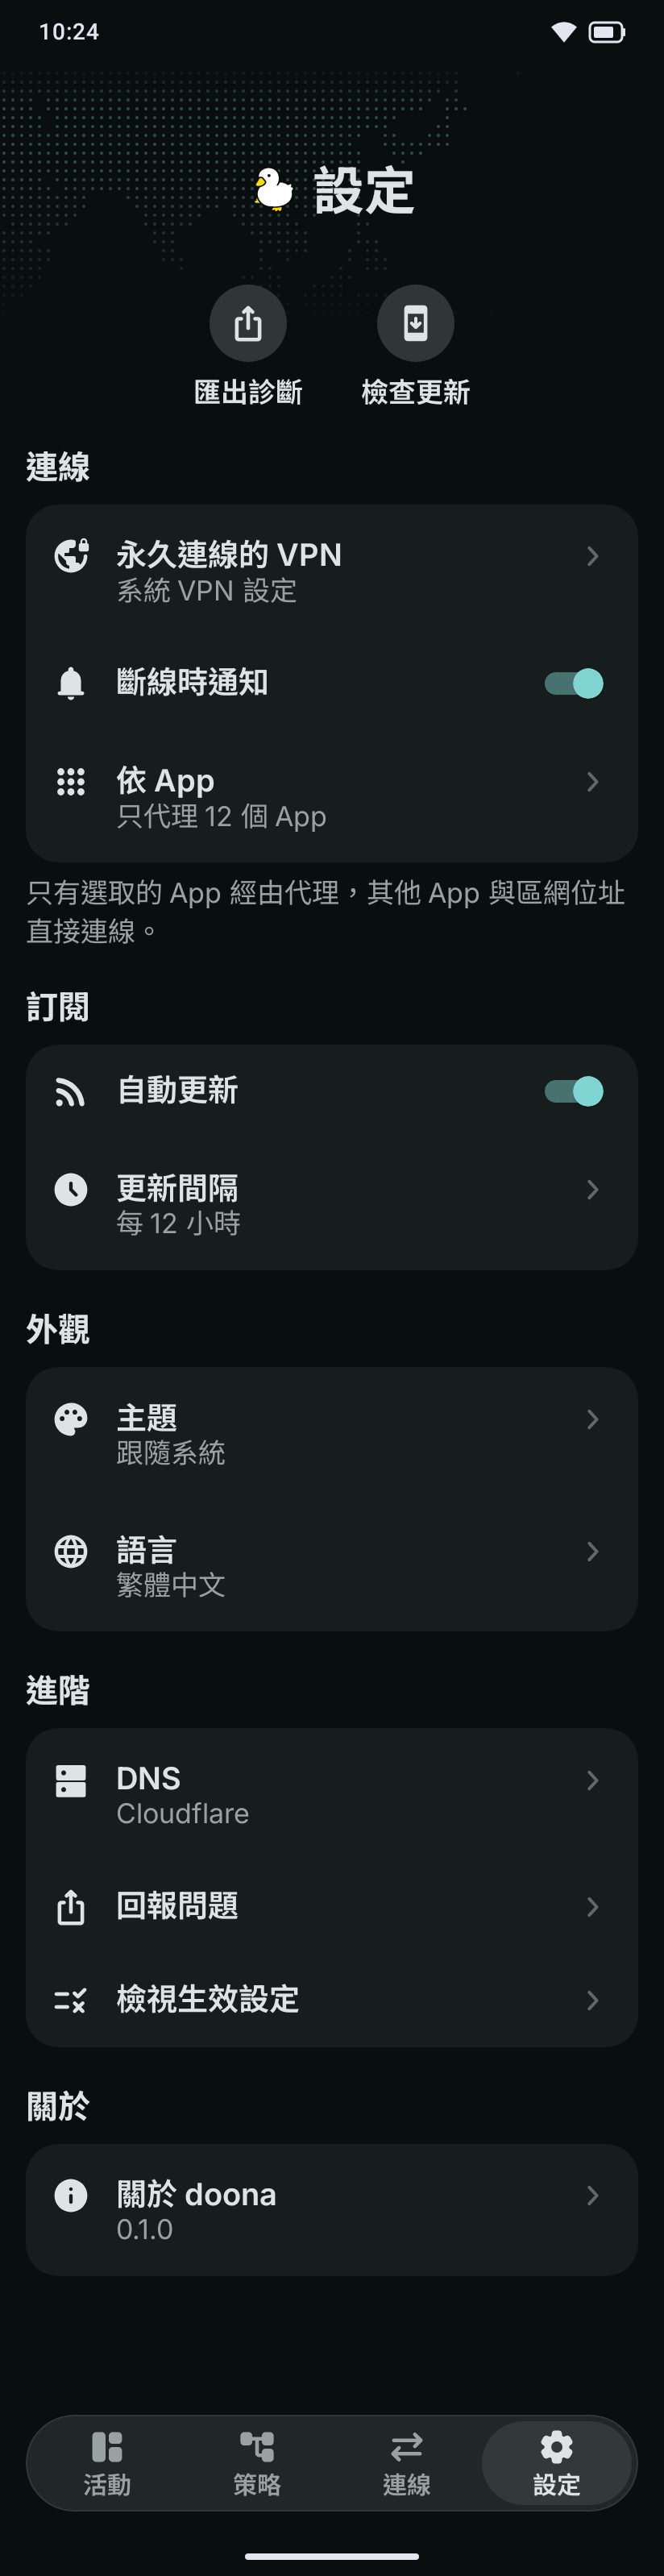 10:24
設定
匯出診斷
檢查更新
連線
永久連線的 VPN
系統 VPN 設定
斷線時通知
依 App
只代理 12 個 App
只有選取的 App 經由代理，其他 App 與區網位址
直接連線。
訂閱
自動更新
更新間隔
每 12 小時
外觀
主題
跟隨系統
語言
繁體中文
進階
DNS
Cloudflare
回報問題
檢視生效設定
關於
關於 doona
0.1.0
活動
策略
連線
設定